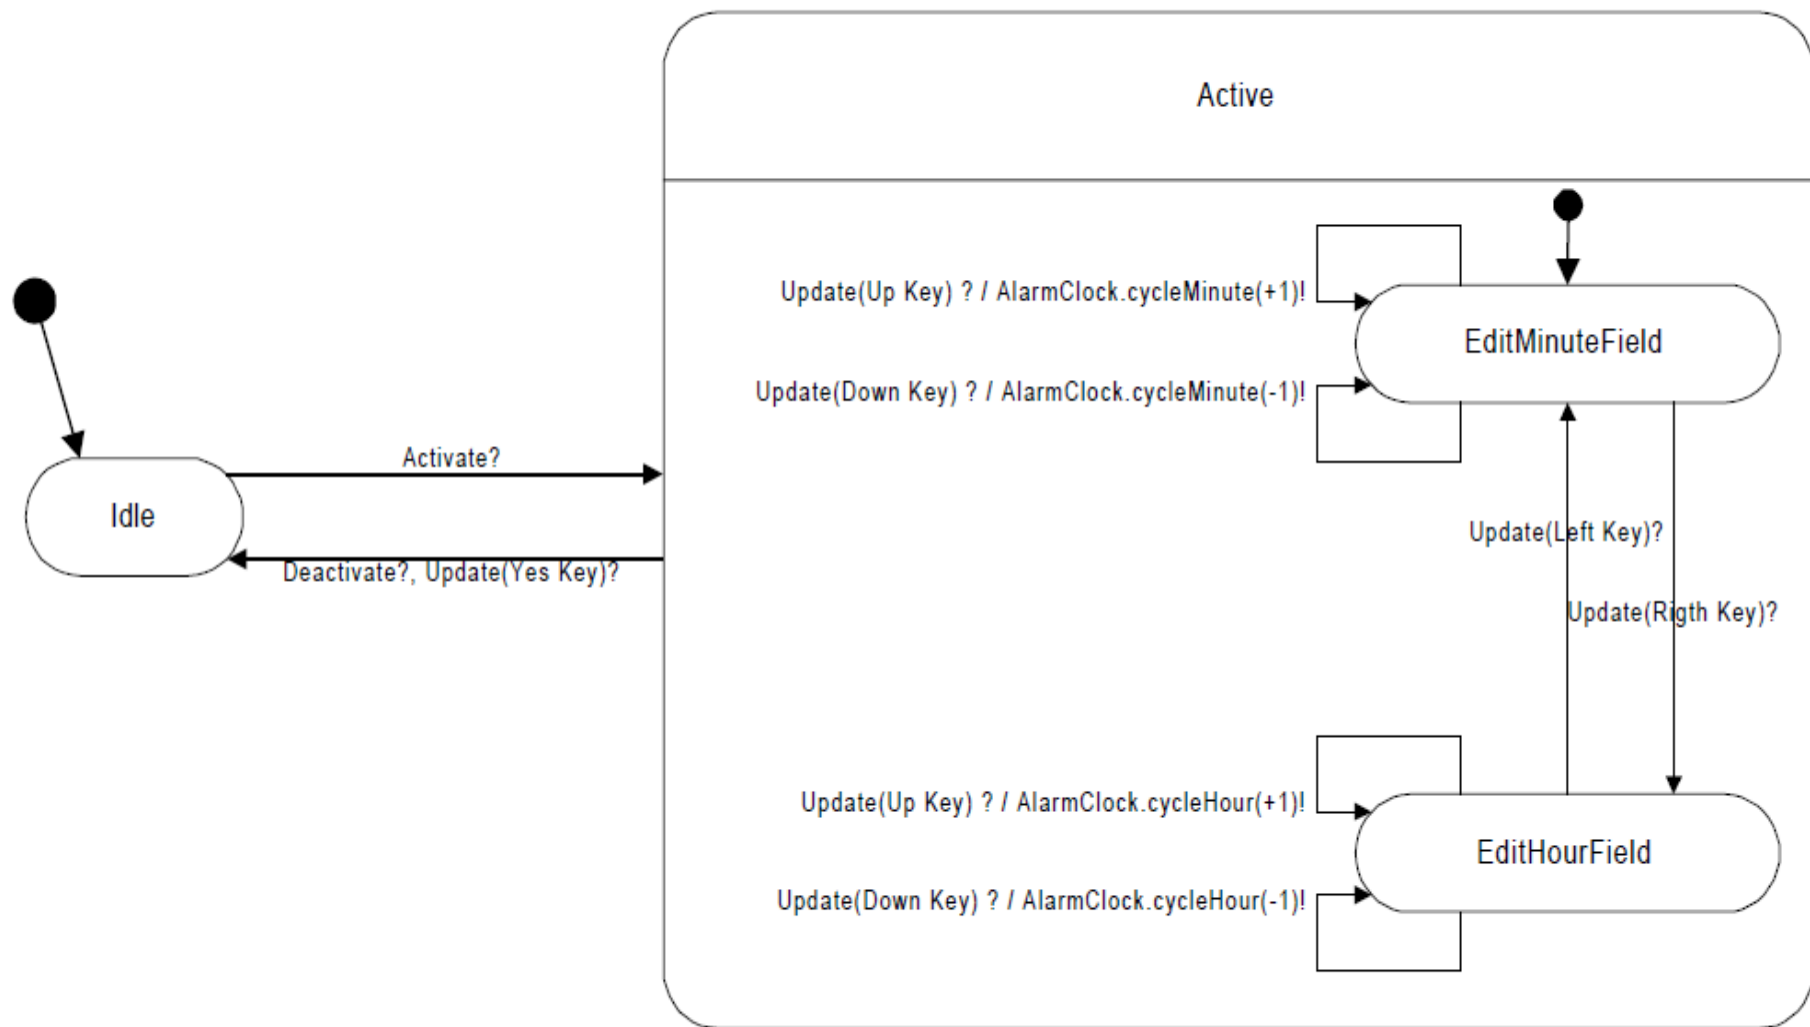 Active
Update(Up Key) ? / AlarmClock.cycleMinute(+1)!
EditMinuteField
Update(Down Key) ? / AlarmClock.cycleMinute(-1)!
Activate?
Idle
Update(Left Key)?
Deactivate?, Update(Yes Key)?
Update(Rigth Key)?
Update(Up Key) ? / AlarmClock.cycleHour(+1)!
EditHourField
Update(Down Key) ? / AlarmClock.cycleHour(-1)!